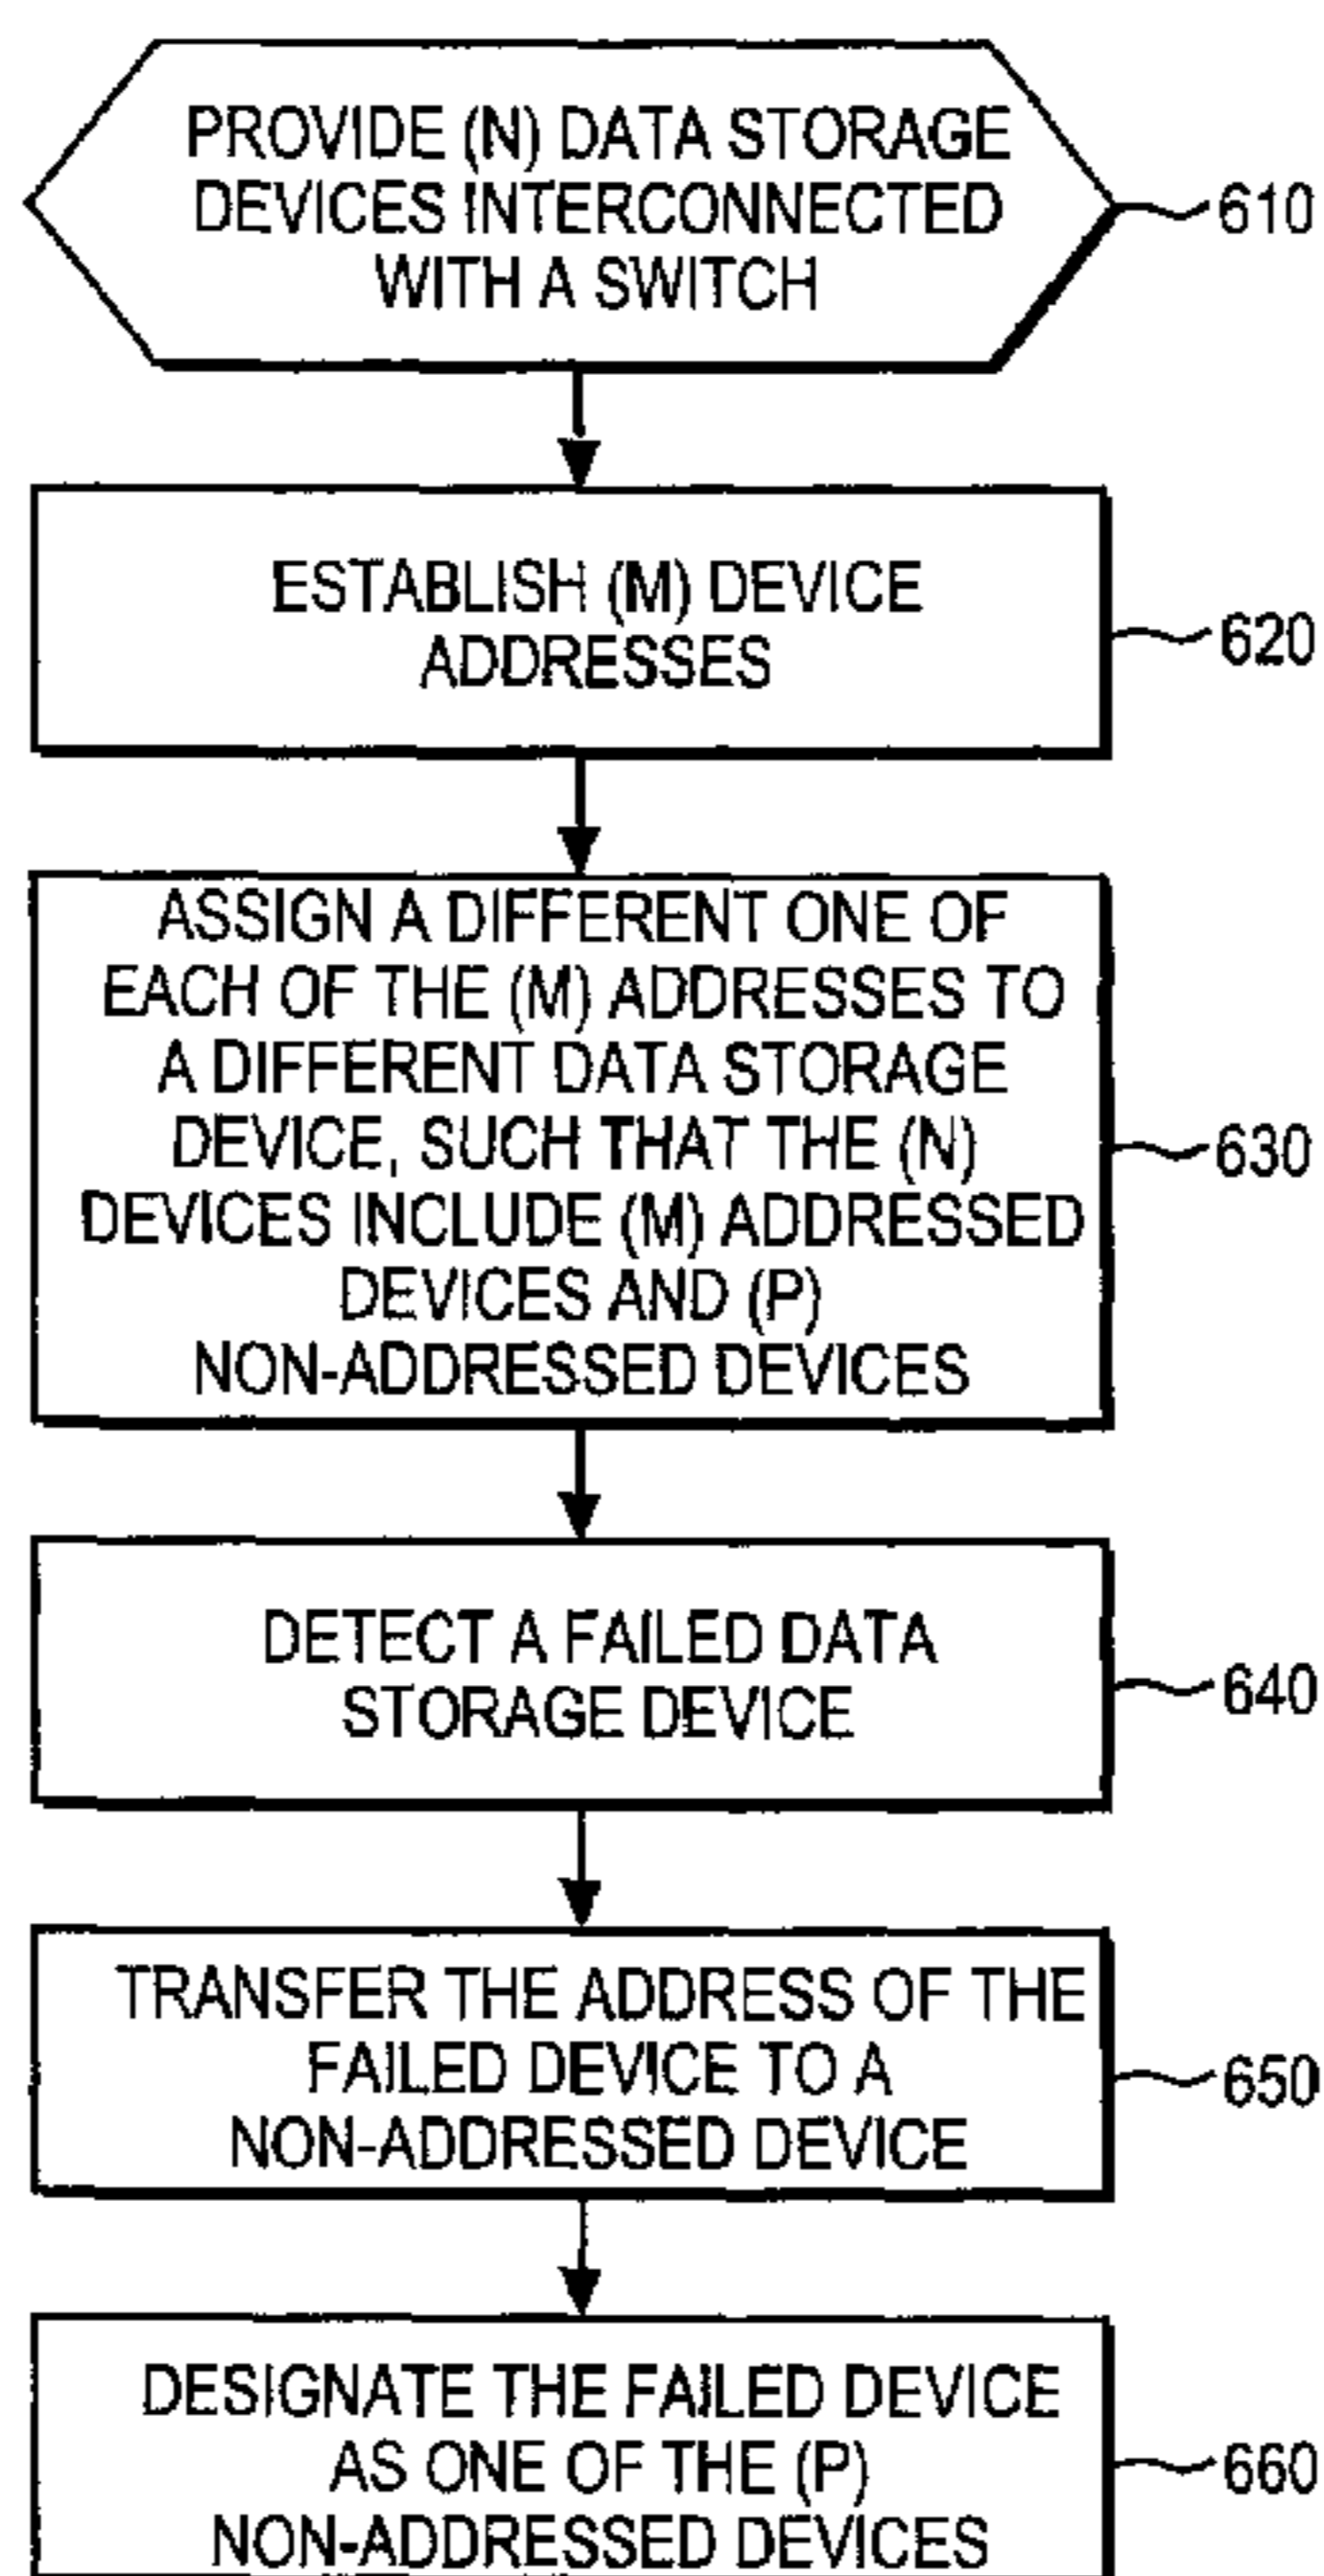 PROVIDE (N) DATA STORAGE
DEVICES INTERCONNECTED
WITH A SWITCH
610
ESTABLISH (M) DEVICE
ADDRESSES
620
ASSIGN A DIFFERENT ONE OF
EACH OF THE (M) ADDRESSES TO
A DIFFERENT DATA STORAGE
DEVICE, SUCH THAT THE (N)
DEVICES INCLUDE (M) ADDRESSED
DEVICES AND (P)
NON-ADDRESSED DEVICES
630
DETECT A FAILED DATA
STORAGE DEVICE
640
TRANSFER THE ADDRESS OF THE
FAILED DEVICE TO A
NON-ADDRESSED DEVICE
650
DESIGNATE THE FAILED DEVICE
AS ONE OF THE (P)
NON-ADDRESSED DEVICES
660